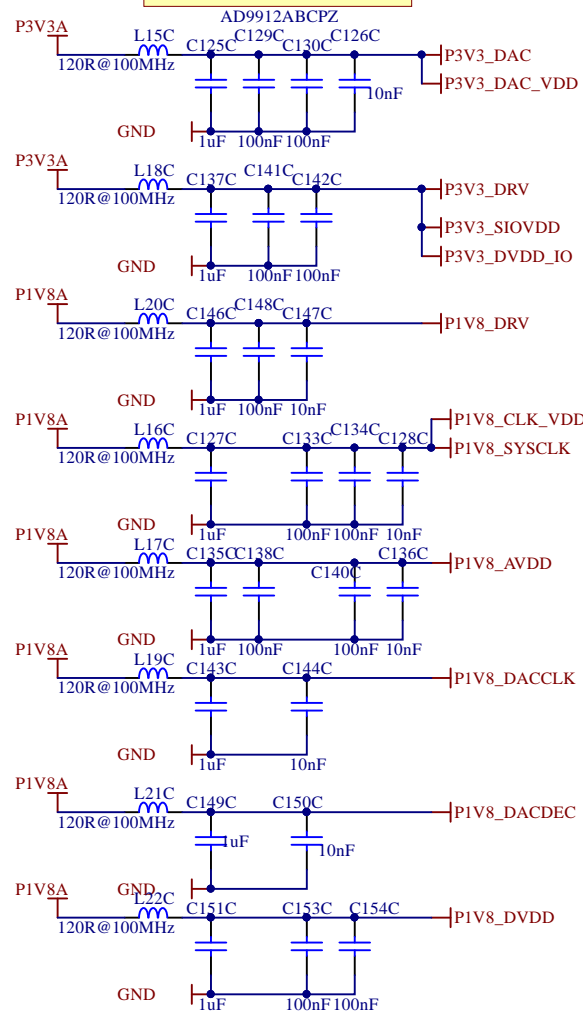 AD9912ABCPZ
P3V3A
L15C
C125C C129C C130C C126C
120R@100MHz
P3V3_DAC
P3V3_DAC_VDD
10nF
GND
1uF 100nF 100nF
P3V3A
L18C
C137C C141C C142C
120R@100MHz
P3V3_DRV
P3V3_SIOVDD
P3V3_DVDD_IO
GND
1uF 100nF 100nF
P1V8A
L20C
C146C C148C C147C
120R@100MHz
P1V8_DRV
GND
1uF 100nF 10nF
P1V8A
L16C
C127C C133C C134C C128C
120R@100MHz
P1V8_CLK_VDD
P1V8_SYSCLK
GND
1uF 100nF 100nF 10nF
P1V8A
L17C
C135C C138C C140C C136C
120R@100MHz
P1V8_AVDD
GND
1uF 100nF 100nF 10nF
P1V8A
L19C
C143C C144C
120R@100MHz
P1V8_DACCLK
GND
1uF 10nF
P1V8A
L21C
C149C C150C
120R@100MHz
P1V8_DACDEC
1uF 10nF
GND
P1V8A
L22C
C151C C153C C154C
120R@100MHz
P1V8_DVDD
GND
1uF 100nF 100nF